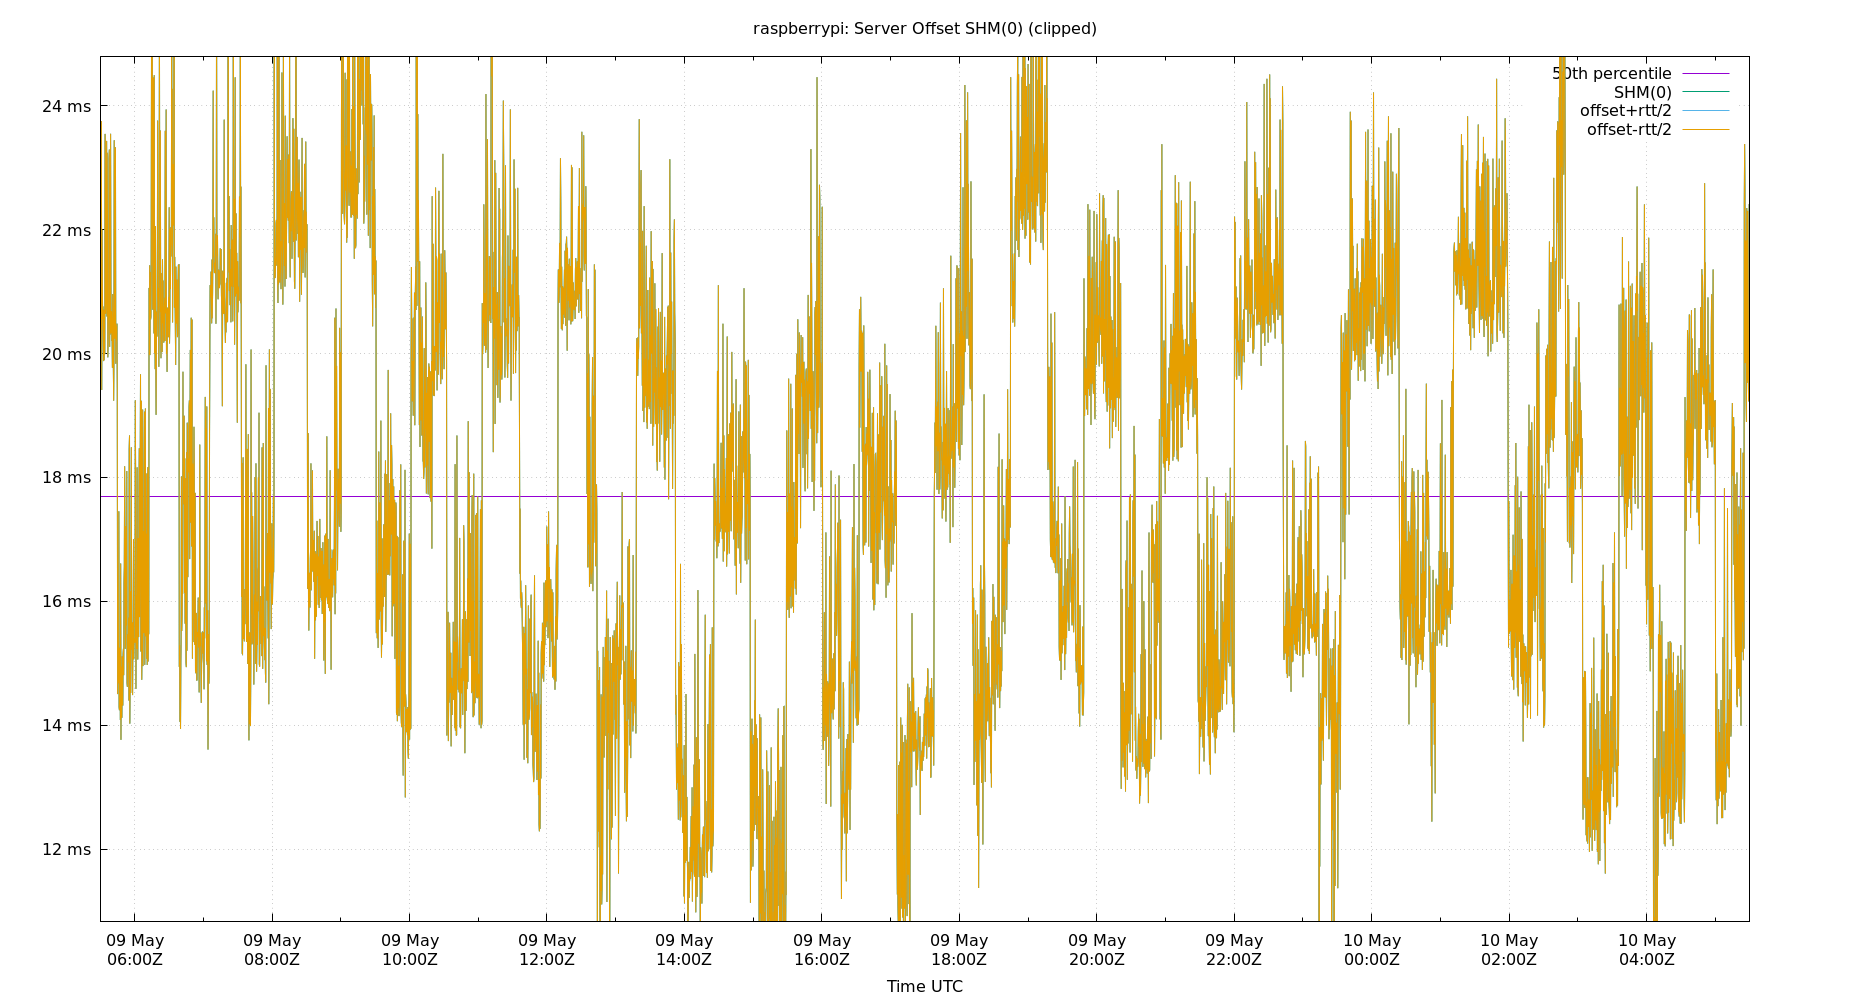 raspberrypi: Server Offset SHM(0) (clipped)
50th percentile
SHM(0)
offset+rtt/2
offset-rtt/2
24 ms
22 ms
20 ms
18 ms
16 ms
14 ms
12 ms
09 May 09 May 09 May 09 May 09 May 09 May 09 May 09 May 09 May 10 May 10 May 10 May
06:00Z 08:00Z 10:00Z 12:00Z 14:00Z 16:00Z 18:00Z 20:00Z 22:00Z 00:00Z 02:00Z 04:00Z
Time UTC